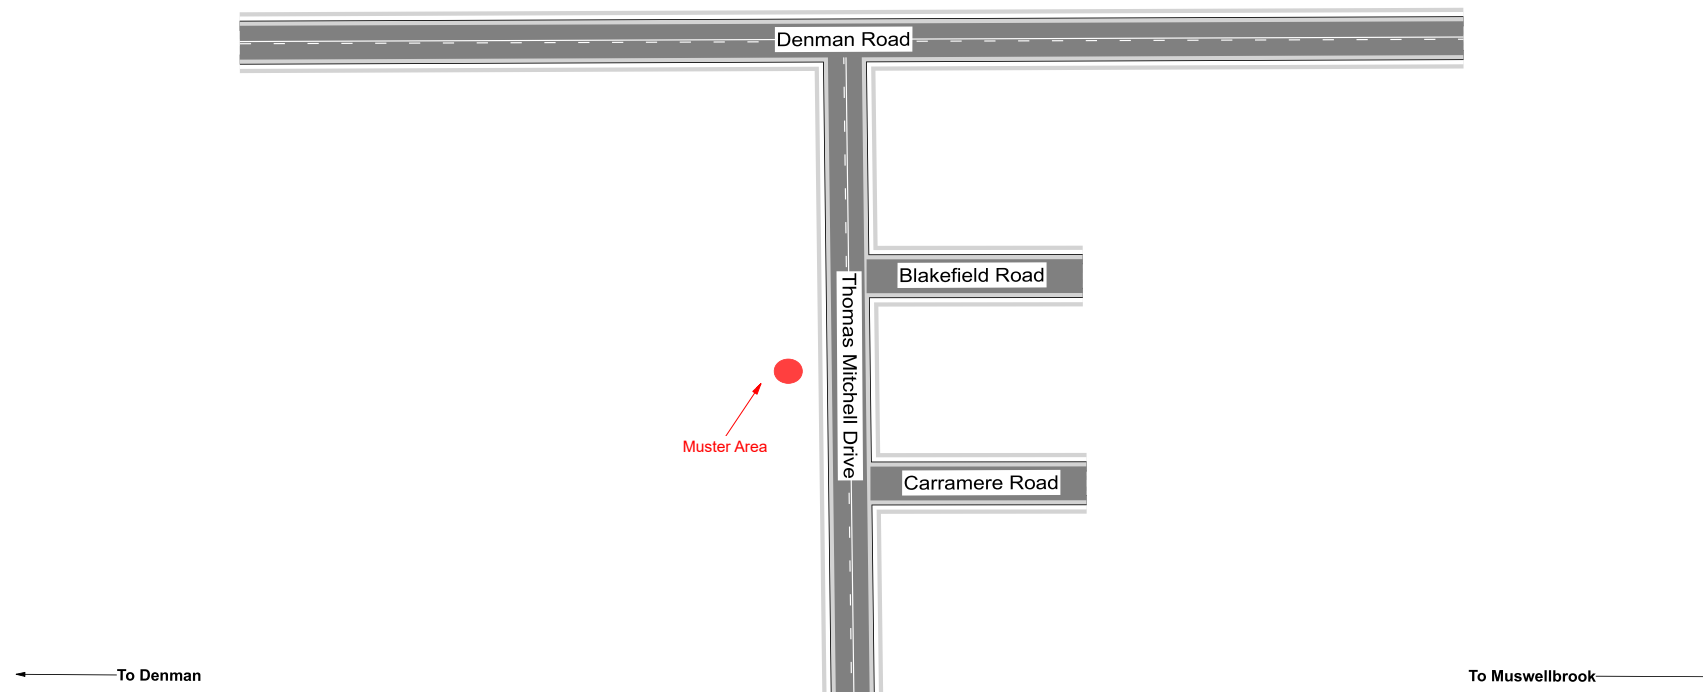 Denman Road
Blakefield Road
Thomas Mitchell Drive
Muster Area
Carramere Road
To Denman
To Muswellbrook